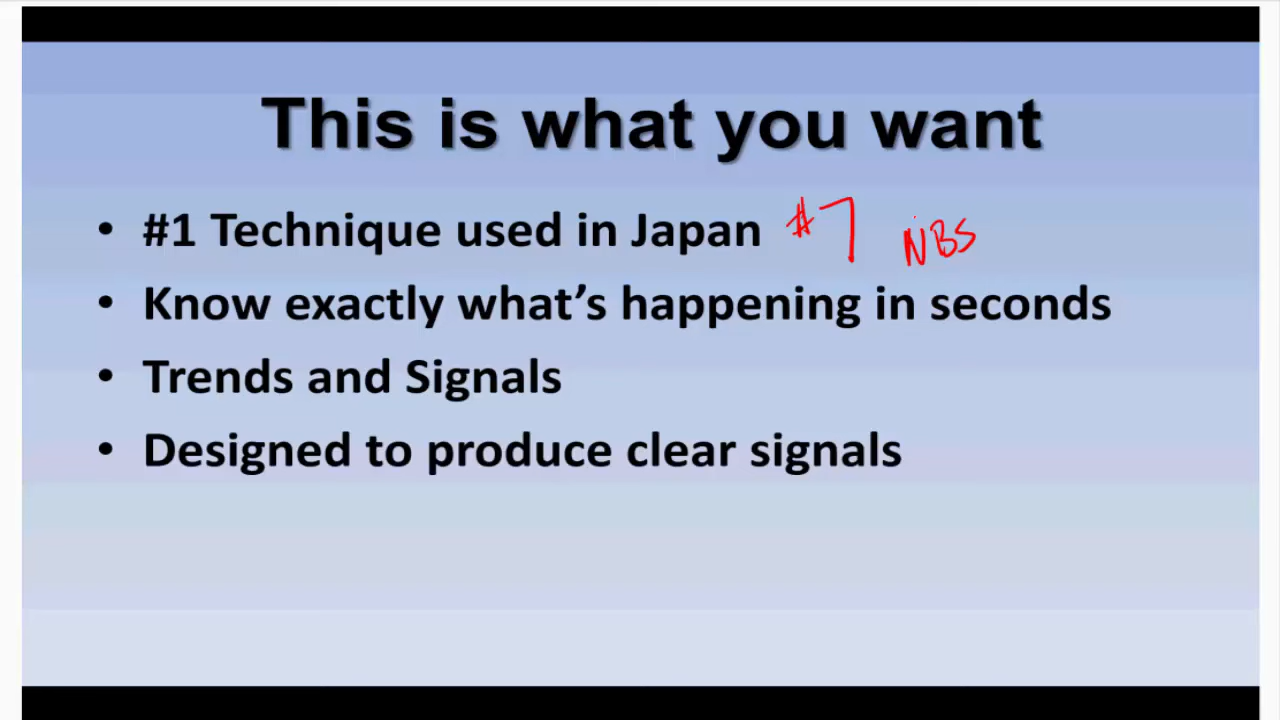 This is what you want
• #1 Technique used in Japan #7 NBS
• Know exactly what’s happening in seconds
• Trends and Signals
• Designed to produce clear signals